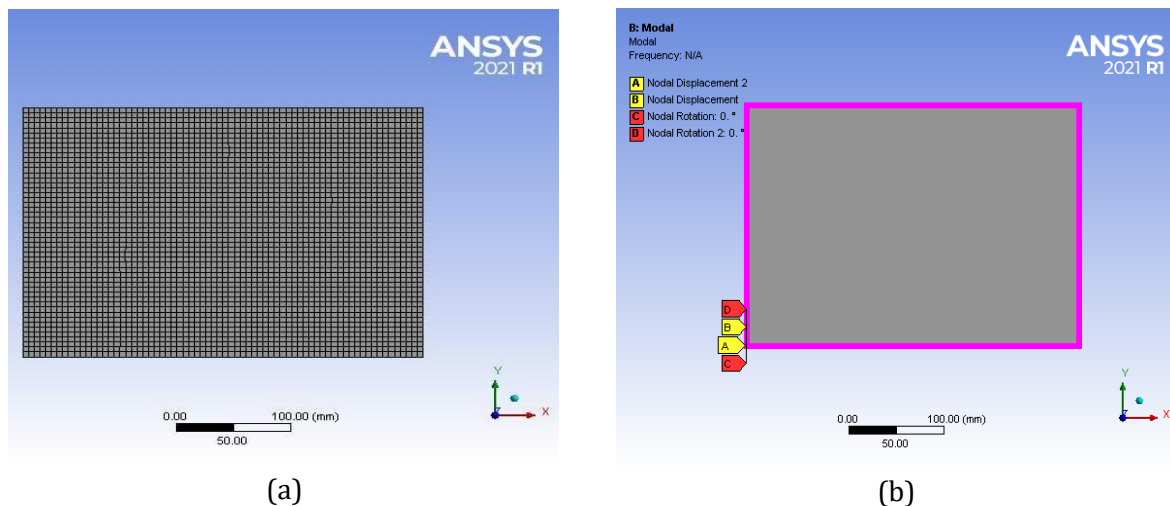 ANSYS
2021 R1
0.00
100.00 (mm)
50.00
Y
Z
X
(a)
B: Modal
Modal
Frequency: N/A
A Nodal Displacement 2
B Nodal Displacement
C Nodal Rotation: 0. °
D Nodal Rotation 2: 0. °
ANSYS
2021 R1
D
B
A
C
0.00
100.00 (mm)
50.00
Y
Z
X
(b)